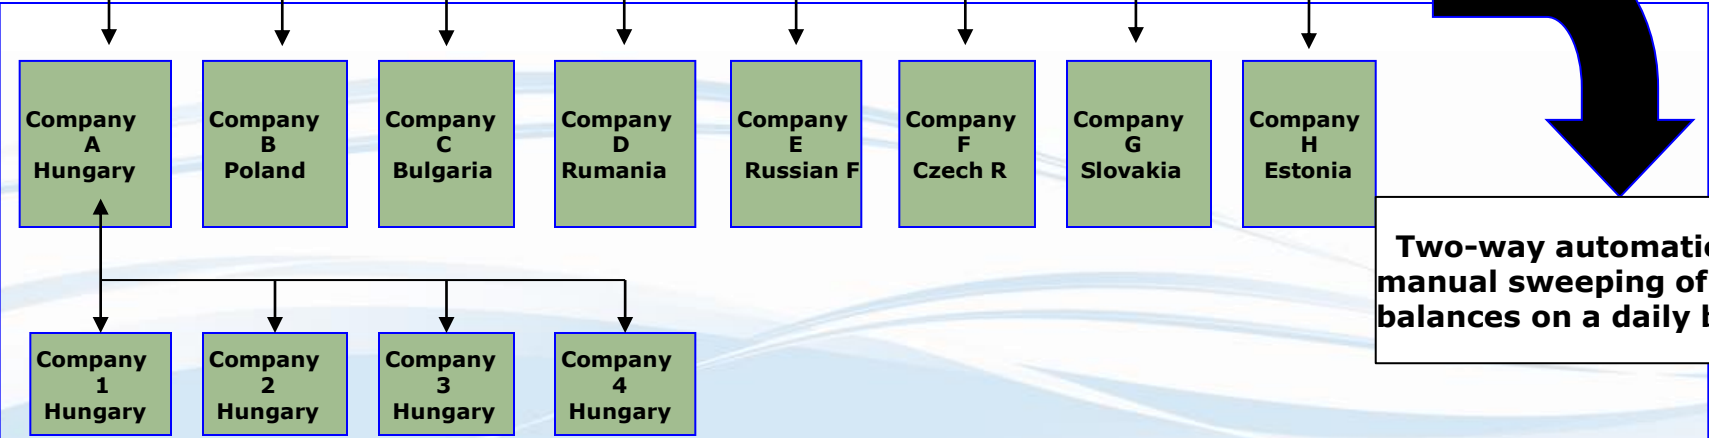 Company
A
Hungary
Company
B
Poland
Company
C
Bulgaria
Company
D
Rumania
Company
E
Russian F
Company
F
Czech R
Company
G
Slovakia
Company
H
Estonia
Two-way automatic
manual sweeping of
balances on a daily
Company
1
Hungary
Company
2
Hungary
Company
3
Hungary
Company
4
Hungary